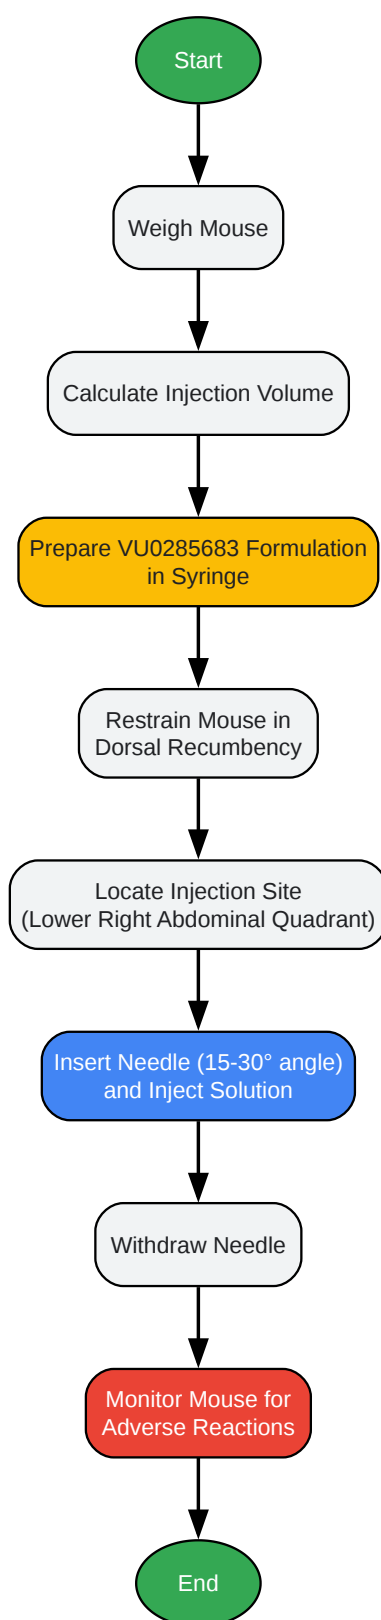 Start
Weigh Mouse
Calculate Injection Volume
Prepare VU0285683 Formulation
in Syringe
Restrain Mouse in
Dorsal Recumbency
Locate Injection Site
(Lower Right Abdominal Quadrant)
Insert Needle (15-30° angle)
and Inject Solution
Withdraw Needle
Monitor Mouse for
Adverse Reactions
End